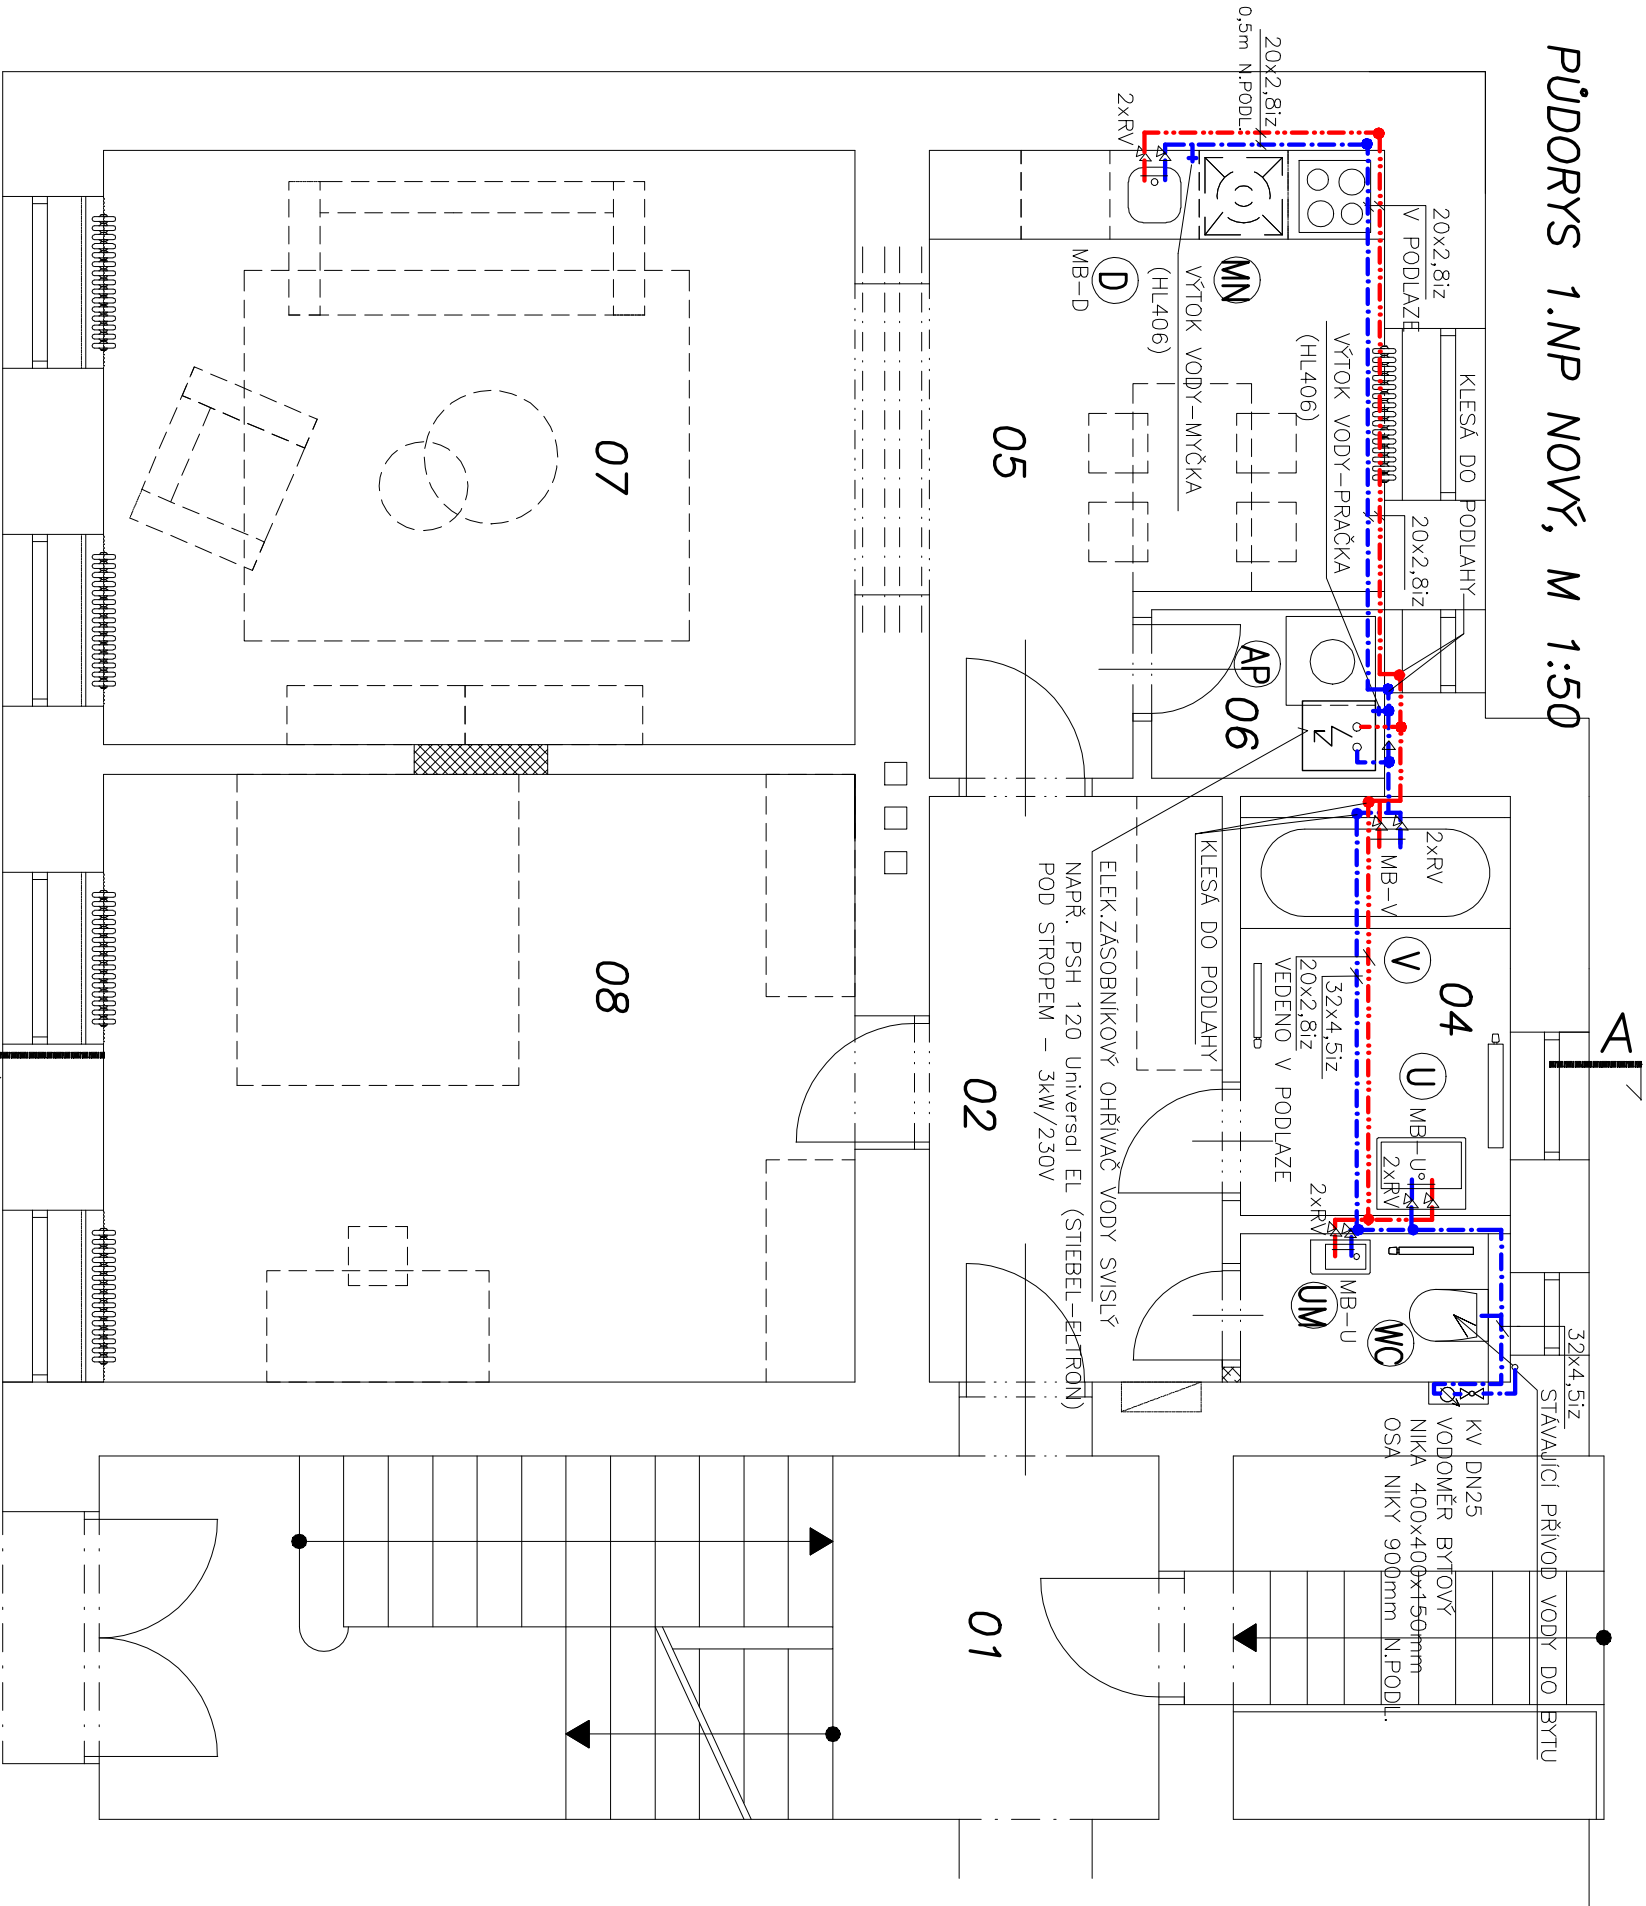 PŮDORYS 1.NP NOVÝ, M 1:50
A
20x2,8iz
0,5m N.PODL.
2xRV
20x2,8iz
V PODLAZE
KLESÁ DO PODLAHY
20x2,8iz
VÝTOK VODY-PRAČKA
(HL406)
MN
VÝTOK VODY-MYČKA
(HL406)
D
MB-D
05
07
AP
06
2xRV
MB-V
V
04
U
MB-U
2xRV
32x4,5iz
20x2,8iz
VEDENO V PODLAZE
KLESÁ DO PODLAHY
2xRV
MB-U
UM
WC
32x4,5iz
STÁVAJÍCÍ PŘÍVOD VODY DO BYTU
KV DN25
VODOMĚR BYTOVÝ
NIKA 400x400x150mm
OSA NIKY 900mm N.PODL.
ELEK.ZÁSOBNÍKOVÝ OHŘÍVAČ VODY SVISLÝ
NAPŘ. PSH 120 Universal EL (STIEBEL-ELTRON)
POD STROPEM - 3kW/230V
02
08
01